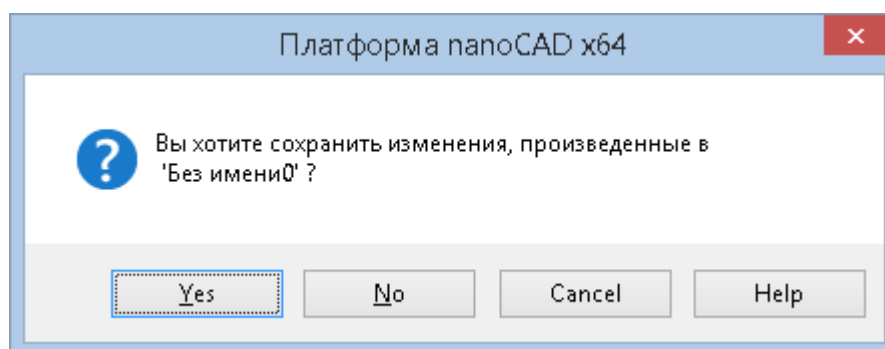 Платформа nanoCAD x64
Вы хотите сохранить изменения, произведенные в
'Без имени0' ?
Yes
No
Cancel
Help